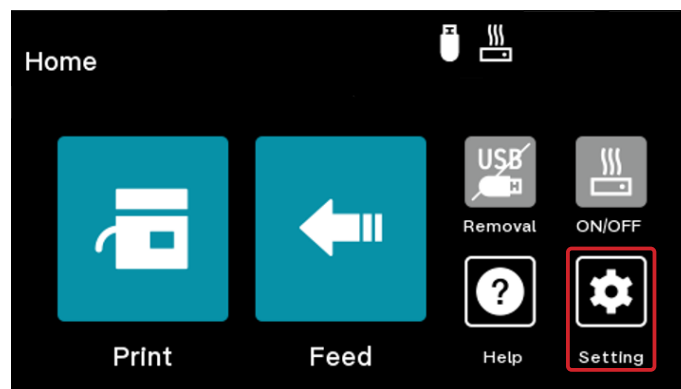 Home
USB
Removal
ON/OFF
?
Print
Feed
Help
Setting